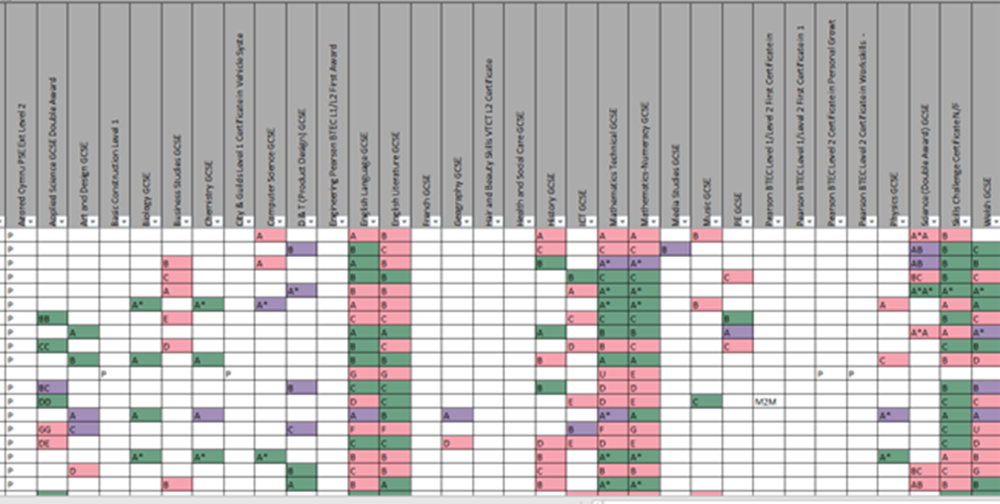 Agored Cymru PSE Ext Level 2
Applied Science GCSE Double Award
Art and Design GCSE
Basic Construction Level 1
Biology GCSE
Business Studies GCSE
Chemistry GCSE
City & Guilds Level 1 Certificate in Vehicle Syste
Computer Science GCSE
D & T (Product Design) GCSE
Engineering Pearson BTEC L1/L2 First Award
English Language GCSE
English Literature GCSE
French GCSE
Geography GCSE
Hair and Beauty Skills VTCT L2 Certificate
Health and Social Care GCSE
History GCSE
ICT GCSE
Mathematics Technical GCSE
Mathematics-Numeracy GCSE
Media Studies GCSE
Music GCSE
PE GCSE
Pearson BTEC Level 1/Level 2 First Certificate in
Pearson BTEC Level 1/Level 2 First Certificate in 1
Pearson BTEC Level 2 Certificate in Personal Growt
Pearson BTEC Level 2 Certificate in Workskills -
Physics GCSE
Science (Double Award) GCSE
Skills Challenge Certificate N/F
Welsh GCSE
P A A B A A A B A*A B
P B B C C C C B AB B C
P B A A B B A* A* AB B B
P C B B B C C C BC B C
P A A* B B A A* A* A*A* A* A*
P A* A* A* A B A* A* B A A A
P BB E C C C C C B B C
P A A A A B B A A*A A A*
P CC D B C D B C C C B
P B A A B B B A A C B D
P P G G U E P P
P BC B C C B D D B B
P DD D C E D E C M2M C C
P A A A A B A A* A A* A A
P GG C C F F B F G C U
P DE C C D D E D E C D
P A* A* A* B B B A* A* A* A B
P D B C B C B B BC C G
P B A B A B A* A* AB B B